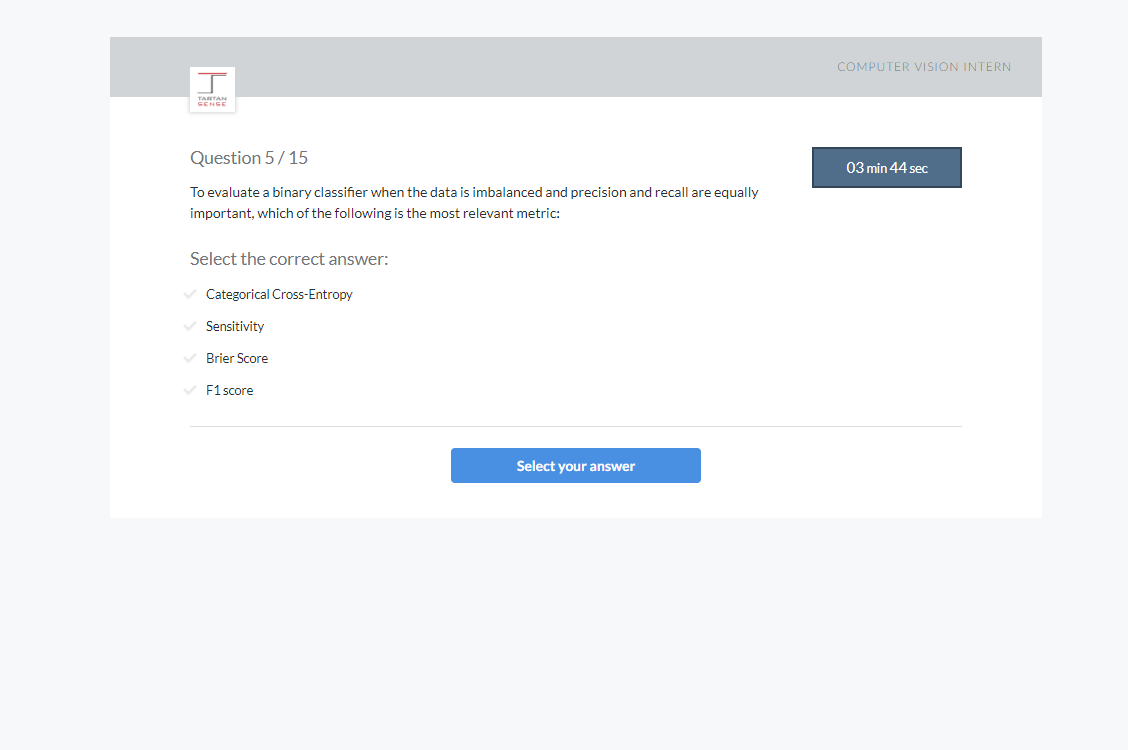 COMPUTER VISION INTERN
TARTAN
SENSE
Question 5 / 15
03 min 44 sec
To evaluate a binary classifier when the data is imbalanced and precision and recall are equally
important, which of the following is the most relevant metric:
Select the correct answer:
Categorical Cross-Entropy
Sensitivity
Brier Score
F1 score
Select your answer